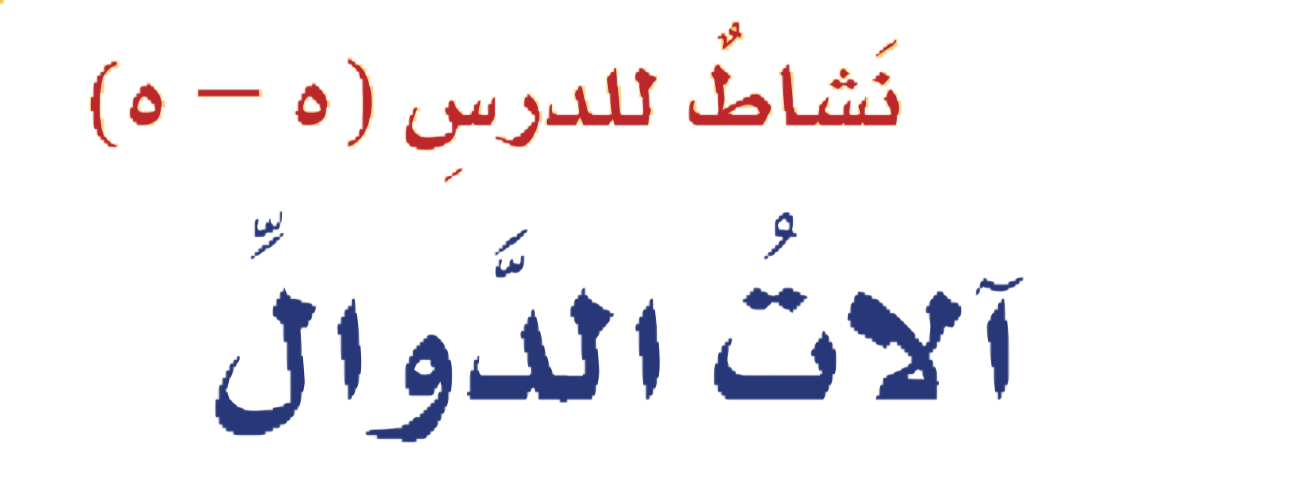 نَشاطٌ للدرسِ (٥ – ٥)
آلاتُ الدَّوالِّ